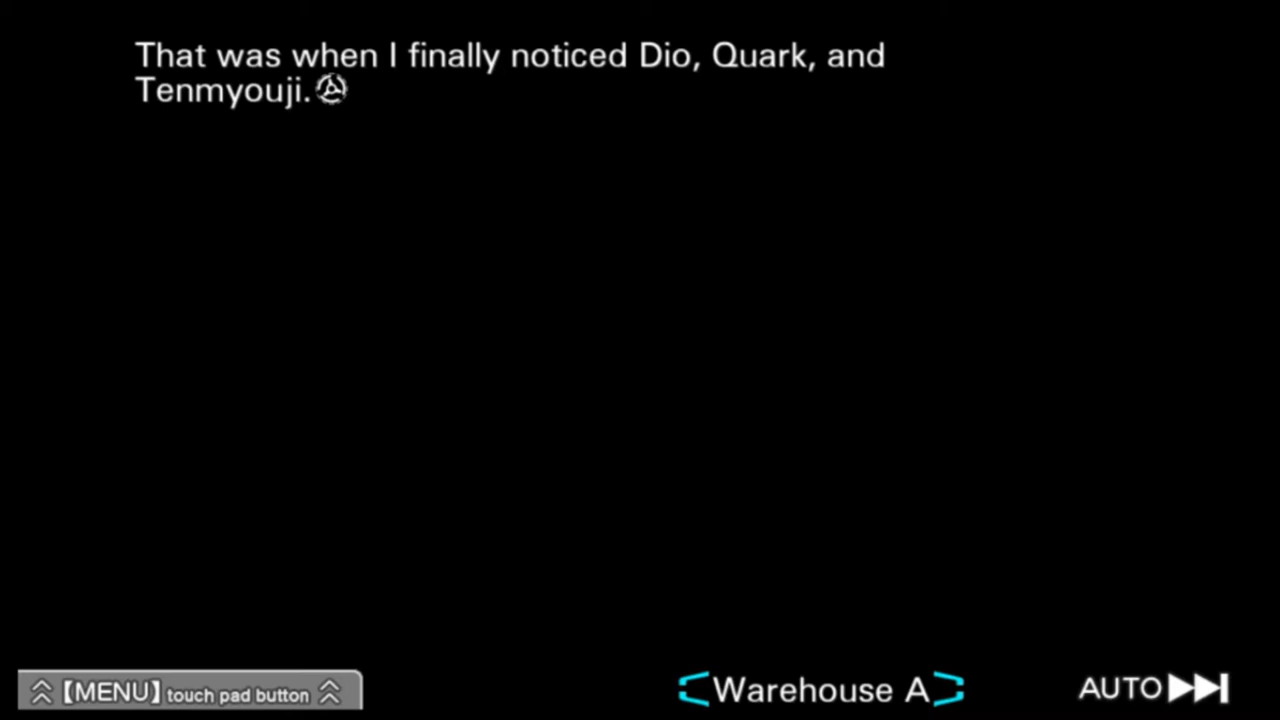 That was when I finally noticed Dio, Quark, and
Tenmyouji.
【MENU】touch pad button
Warehouse A
AUTO